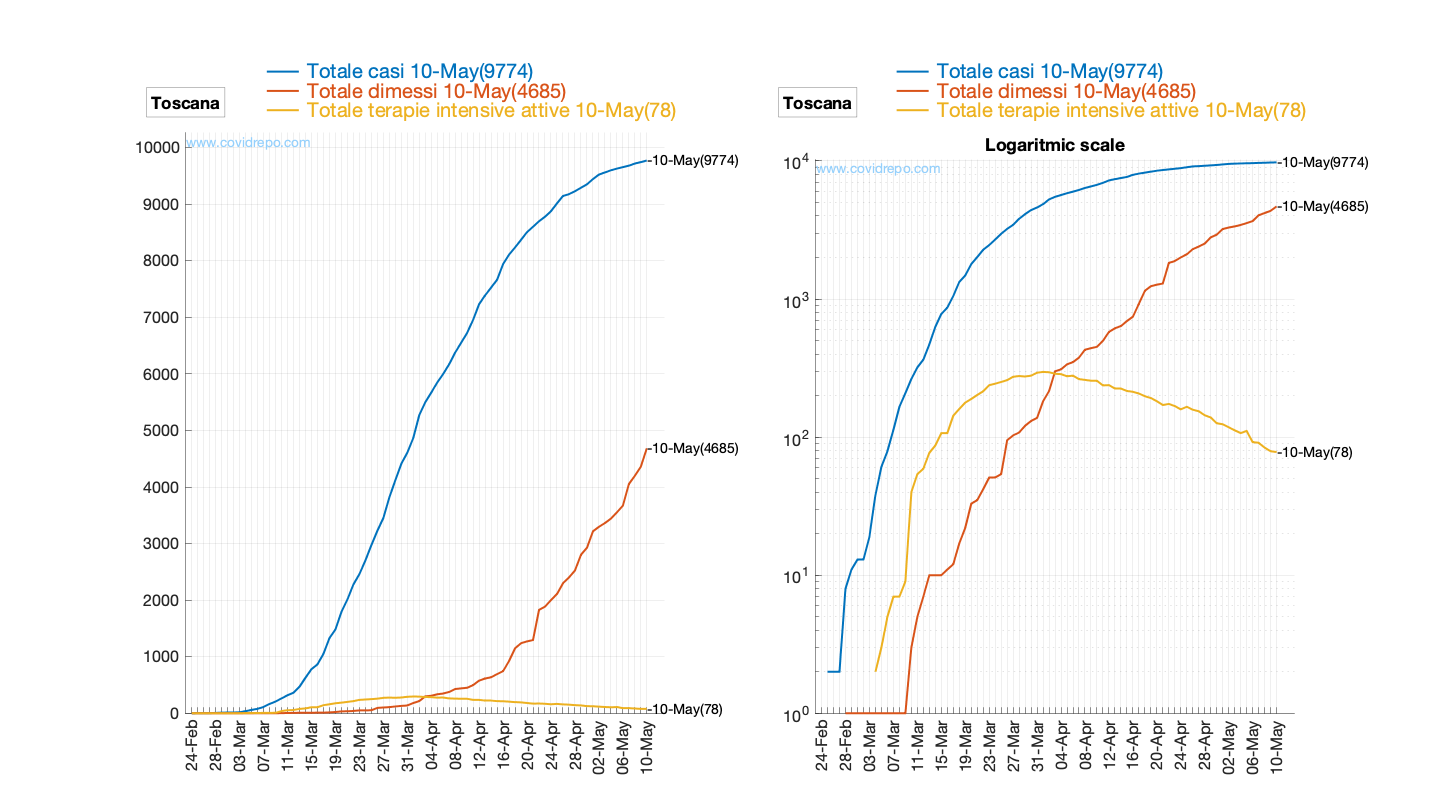 Totale casi 10-May(9774)
Totale dimessi 10-May(4685)
Totale terapie intensive attive 10-May(78)
Toscana
www.covidrepo.com
10000
9000
8000
7000
6000
5000
4000
3000
2000
1000
0
-10-May(9774)
-10-May(4685)
-10-May(78)
24-Feb
28-Feb
03-Mar
07-Mar
11-Mar
15-Mar
19-Mar
23-Mar
27-Mar
31-Mar
04-Apr
08-Apr
12-Apr
16-Apr
20-Apr
24-Apr
28-Apr
02-May
06-May
10-May
Totale casi 10-May(9774)
Totale dimessi 10-May(4685)
Totale terapie intensive attive 10-May(78)
Toscana
Logaritmic scale
www.covidrepo.com
10^4
10^3
10^2
10^1
10^0
-10-May(9774)
-10-May(4685)
-10-May(78)
24-Feb
28-Feb
03-Mar
07-Mar
11-Mar
15-Mar
19-Mar
23-Mar
27-Mar
31-Mar
04-Apr
08-Apr
12-Apr
16-Apr
20-Apr
24-Apr
28-Apr
02-May
06-May
10-May